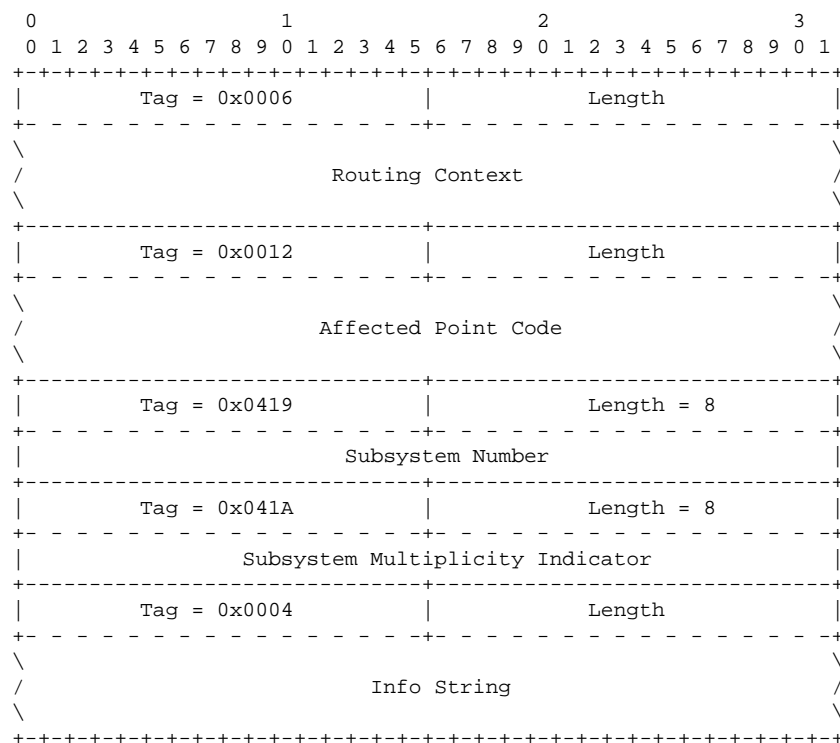 0                   1                   2                   3
 0 1 2 3 4 5 6 7 8 9 0 1 2 3 4 5 6 7 8 9 0 1 2 3 4 5 6 7 8 9 0 1
+-+-+-+-+-+-+-+-+-+-+-+-+-+-+-+-+-+-+-+-+-+-+-+-+-+-+-+-+-+-+-+-+
|         Tag = 0x0006          |            Length             |
+- - - - - - - - - - - - - - - -+- - - - - - - - - - - - - - - -+
\                                                               \
/                        Routing Context                        /
\                                                               \
+-------------------------------+-------------------------------+
|         Tag = 0x0012          |            Length             |
+- - - - - - - - - - - - - - - -+- - - - - - - - - - - - - - - -+
\                                                               \
/                       Affected Point Code                     /
\                                                               \
+-------------------------------+-------------------------------+
|         Tag = 0x0419          |            Length = 8         |
+- - - - - - - - - - - - - - - -+- - - - - - - - - - - - - - - -+
|                         Subsystem Number                      |
+-------------------------------+-------------------------------+
|         Tag = 0x041A          |            Length = 8         |
+- - - - - - - - - - - - - - - -+- - - - - - - - - - - - - - - -+
|                 Subsystem Multiplicity Indicator              |
+-------------------------------+-------------------------------+
|         Tag = 0x0004          |            Length             |
+- - - - - - - - - - - - - - - -+- - - - - - - - - - - - - - - -+
\                                                               \
/                           Info String                         /
\                                                               \
+-+-+-+-+-+-+-+-+-+-+-+-+-+-+-+-+-+-+-+-+-+-+-+-+-+-+-+-+-+-+-+-+